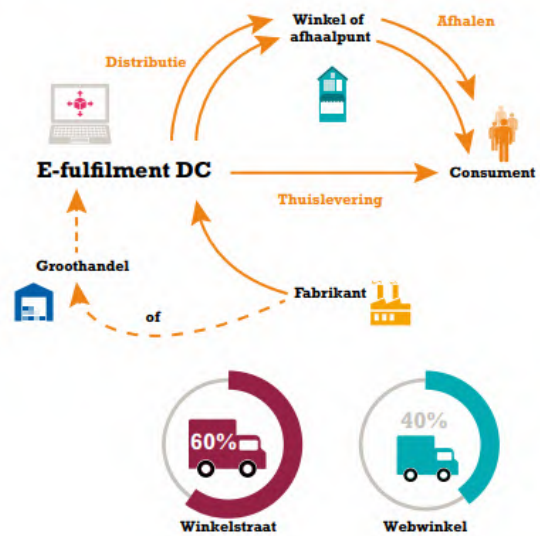 Winkel of
afhaalpunt
Afhalen
Distributie
E-fulfilment DC
Consument
Thuislevering
Groothandel
Fabrikant
of
60%
40%
Winkelstraat
Webwinkel